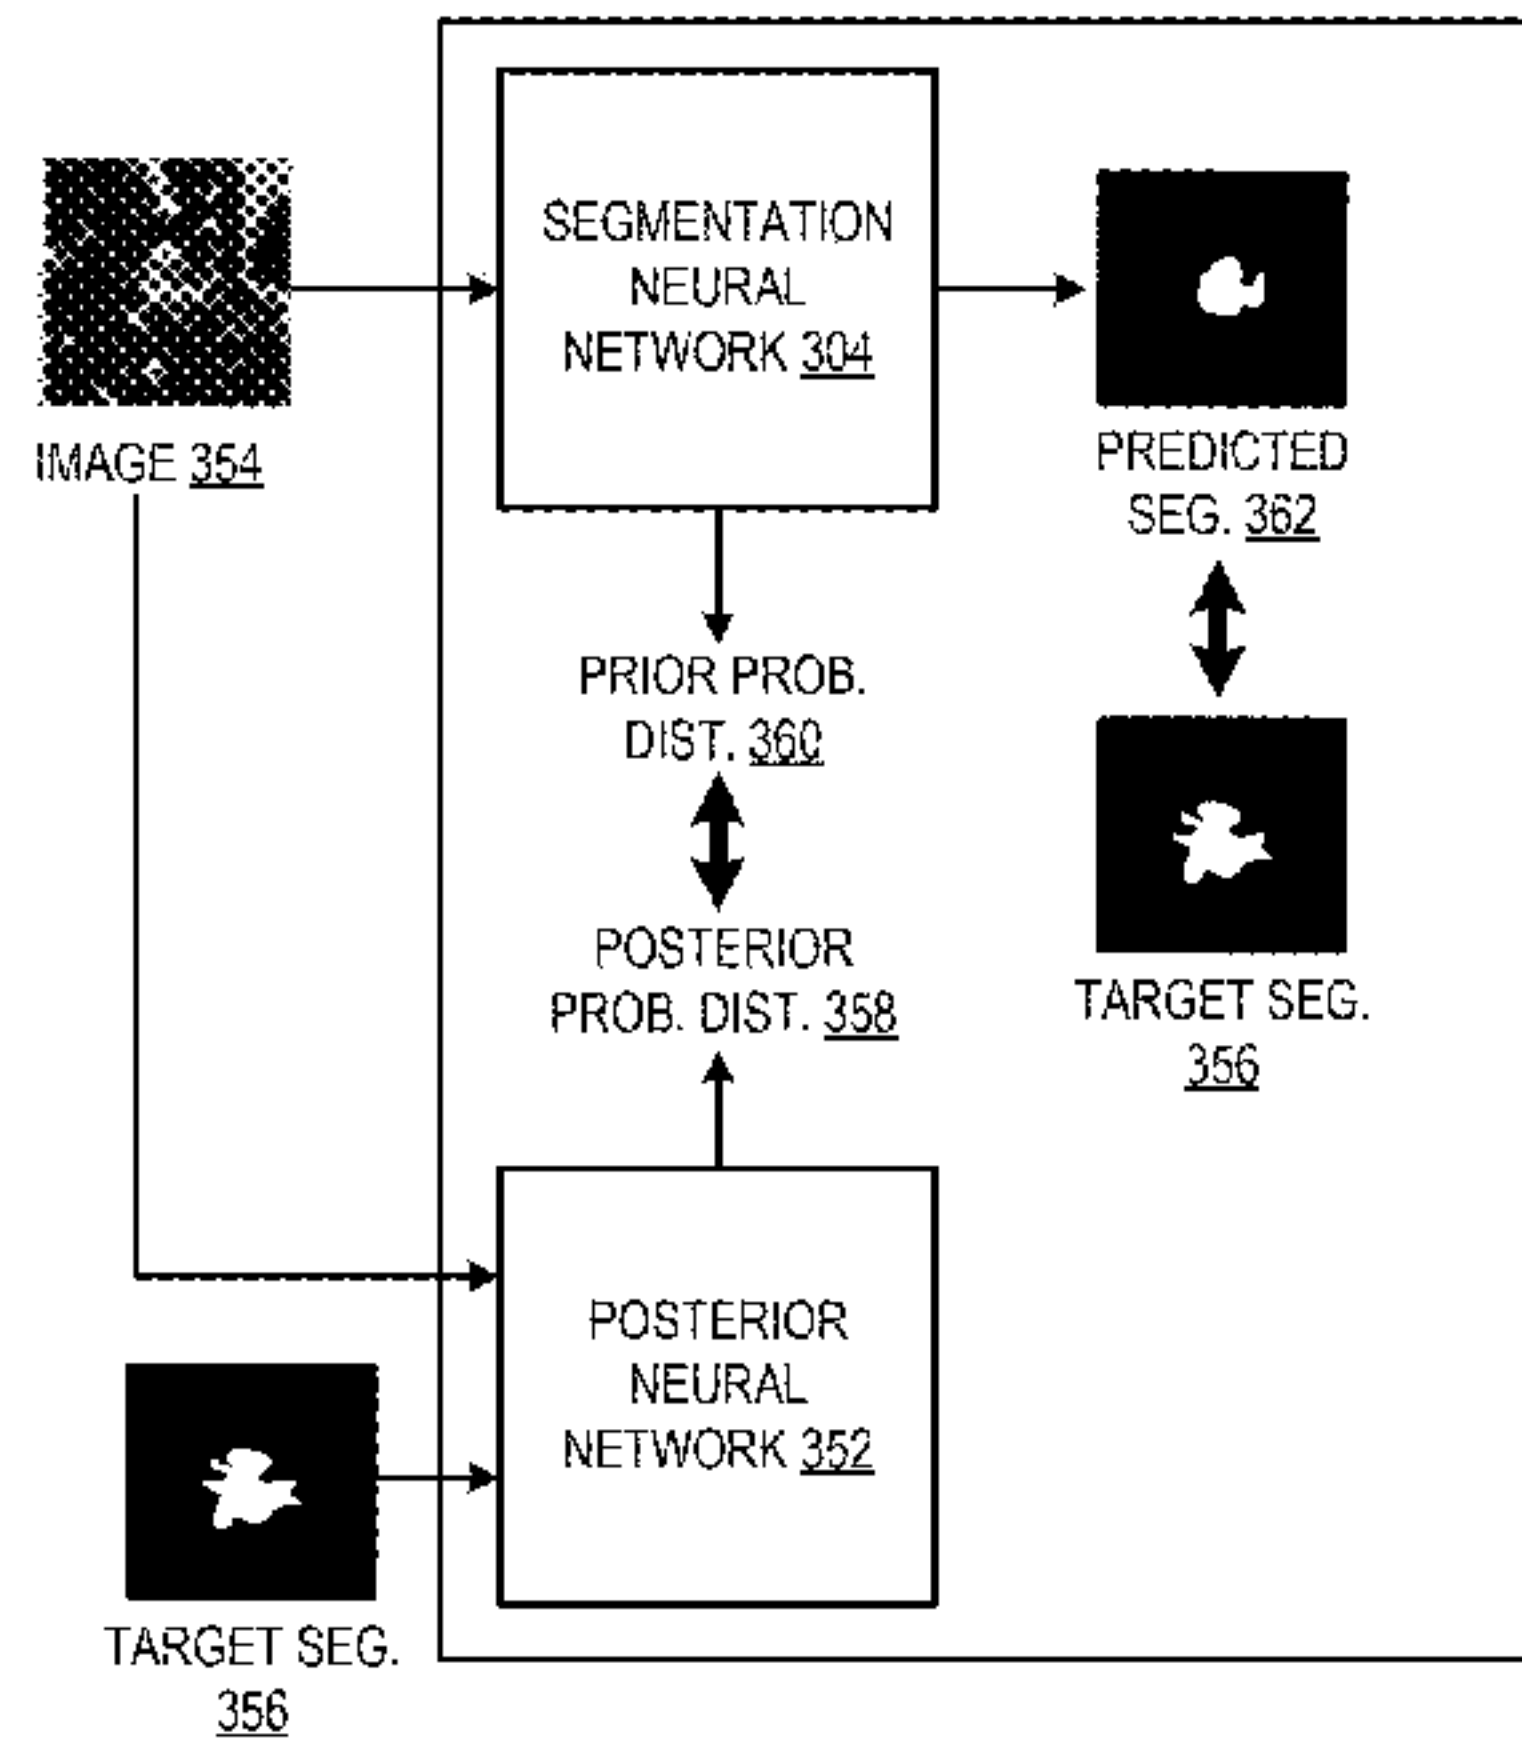 SEGMENTATION
NEURAL
NETWORK 304
IMAGE 354
PREDICTED
SEG. 362
PRIOR PROB.
DIST. 360
POSTERIOR
PROB. DIST. 358
TARGET SEG.
356
POSTERIOR
NEURAL
NETWORK 352
TARGET SEG.
356